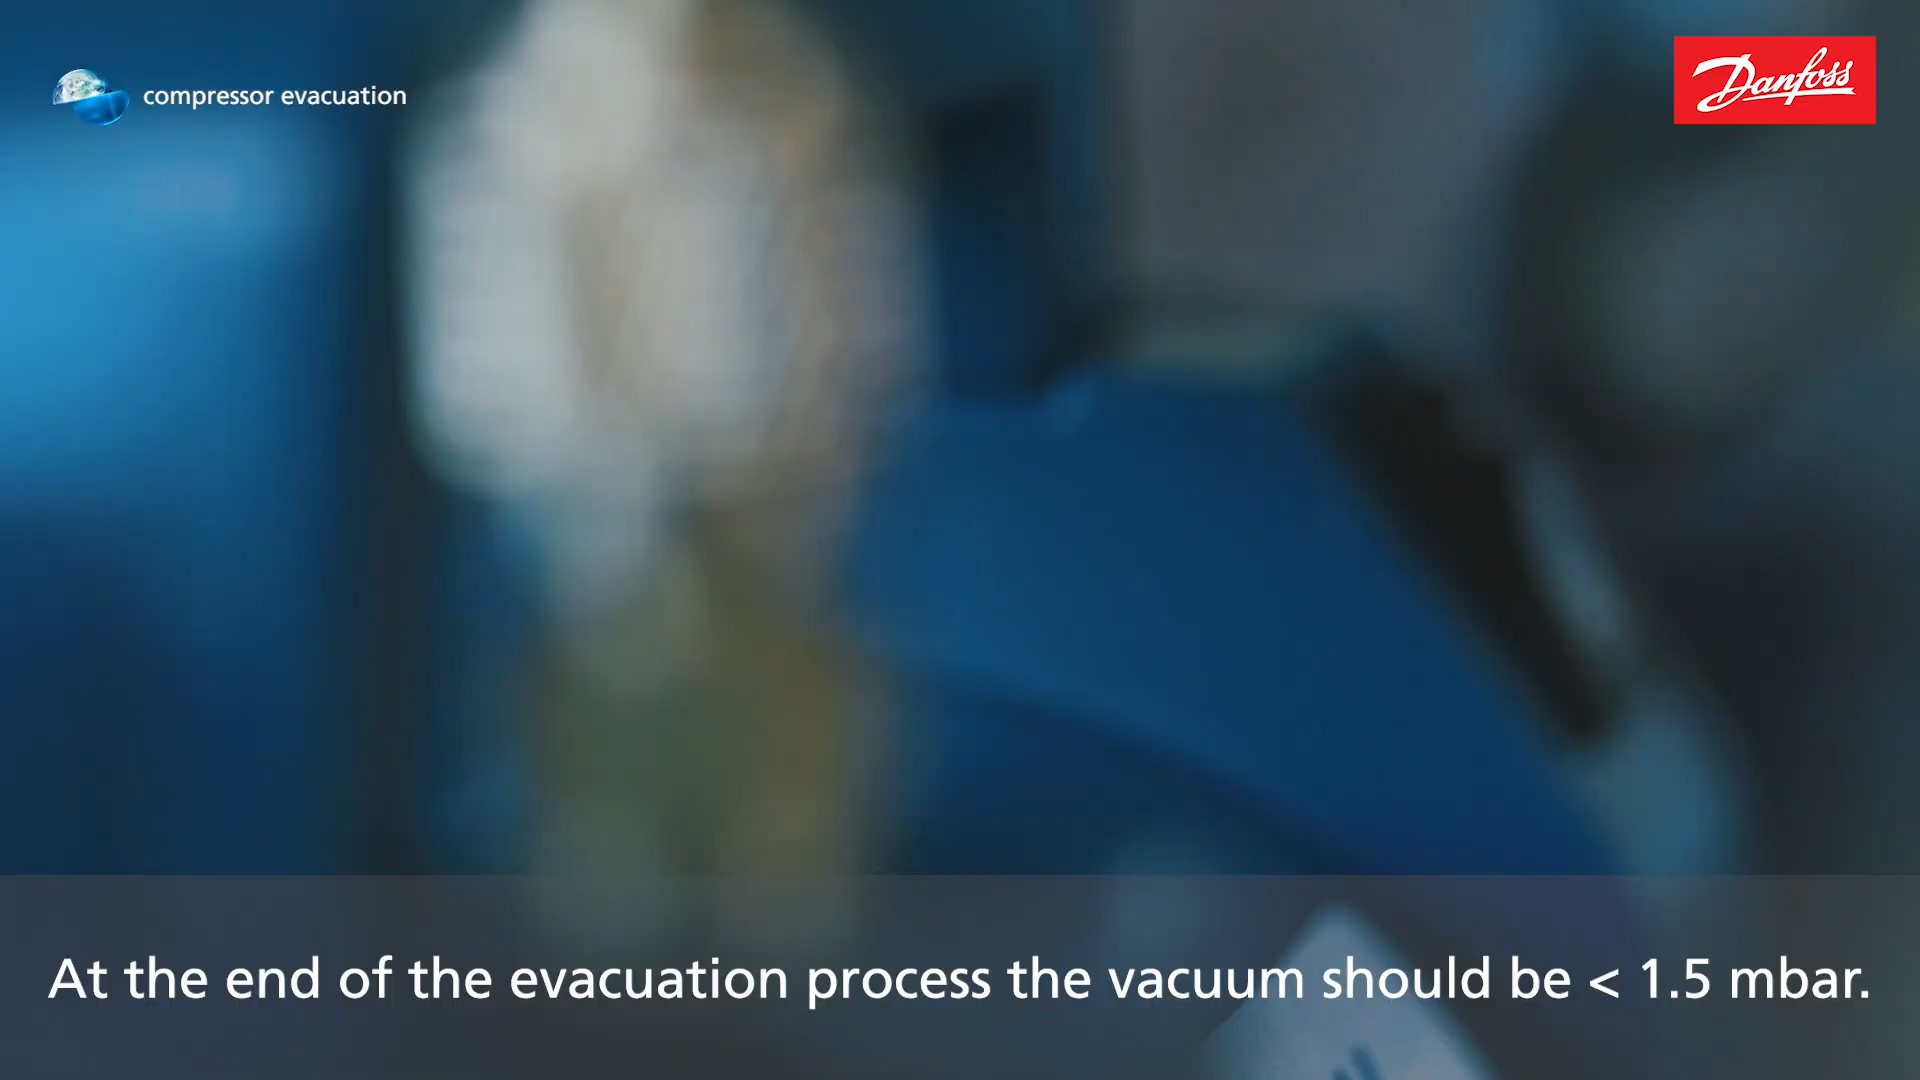 compressor evacuation
Danfoss
At the end of the evacuation process the vacuum should be < 1.5 mbar.